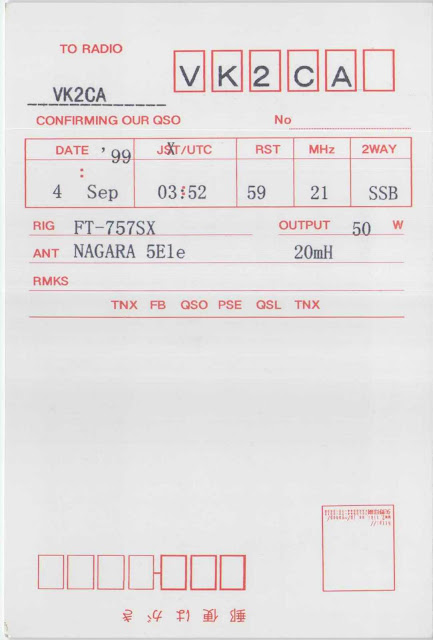 TO RADIO
VK2CA
VK2CA
CONFIRMING OUR QSO No
DATE JST/UTC RST MHz 2WAY
'99 X
4 Sep 03:52 59 21 SSB
RIG FT-757SX OUTPUT 50 W
ANT NAGARA 5Ele 20mH
RMKS
TNX FB QSO PSE QSL TNX
郵便はがき